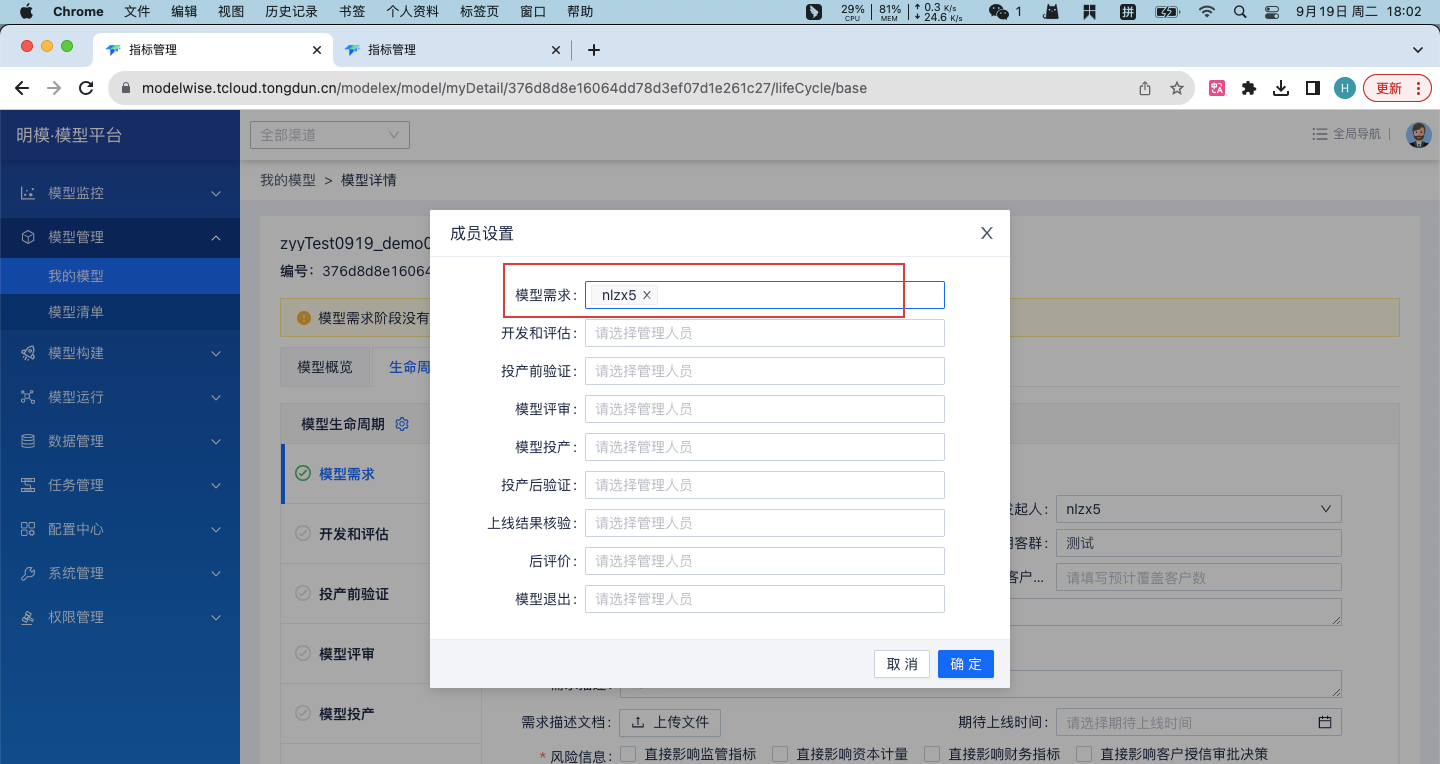 Chrome 文件 编辑 视图 历史记录 书签 个人资料 标签页 窗口 帮助 29% CPU 81% MEM ↑ 0.3 K/s ↓ 24.6 K/s 1 拼 9月19日 周二 18:02
指标管理 指标管理
modelwise.tcloud.tongdun.cn/modelex/model/myDetail/376d8d8e16064dd78d3ef07d1e261c27/lifeCycle/base H 更新
明模·模型平台 全部渠道 全局导航
我的模型 > 模型详情
模型监控
模型管理
我的模型
模型清单
模型构建
模型运行
数据管理
任务管理
配置中心
系统管理
权限管理
zyyTest0919_demo
编号: 376d8d8e16064
模型需求阶段没有
模型概览 生命周
模型生命周期
模型需求
开发和评估
投产前验证
模型评审
模型投产
成员设置
模型需求: nlzx5
开发和评估: 请选择管理人员
投产前验证: 请选择管理人员
模型评审: 请选择管理人员
模型投产: 请选择管理人员
投产后验证: 请选择管理人员
上线结果核验: 请选择管理人员
后评价: 请选择管理人员
模型退出: 请选择管理人员
取 消 确 定
起人: nlzx5
客群: 测试
客户... 请填写预计覆盖客户数
需求描述:
需求描述文档: 上传文件 期待上线时间: 请选择期待上线时间
* 风险信息: 直接影响监管指标 直接影响资本计量 直接影响财务指标 直接影响客户授信审批决策